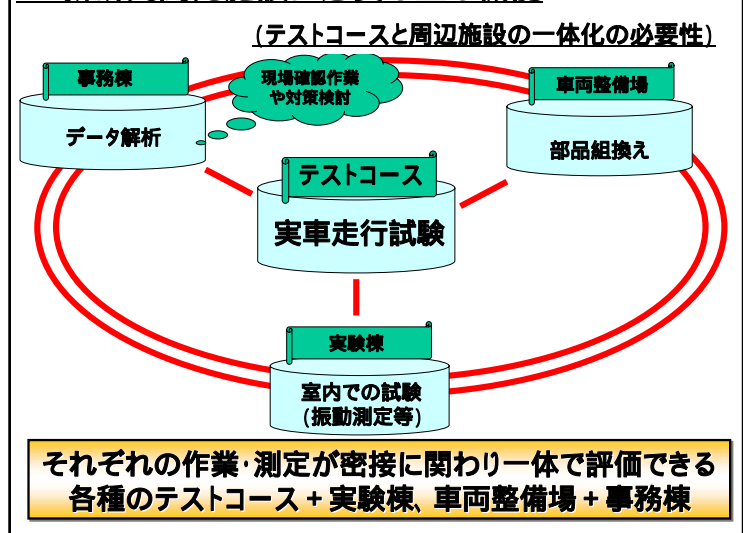 (テストコースと周辺施設の一体化の必要性)
事務棟
現場確認作業
や対策検討
車両整備場
データ解析
部品組換え
テストコース
実車走行試験
実験棟
室内での試験
(振動測定等)
それぞれの作業・測定が密接に関わり一体で評価できる
各種のテストコース + 実験棟、車両整備場 + 事務棟